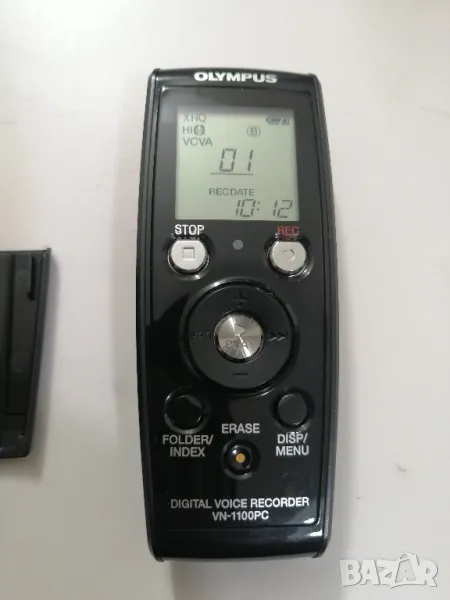 OLYMPUS
XHQ
HI
VCVA
B
01
RECDATE
10:12
STOP
REC
FOLDER/
INDEX
ERASE
DISP/
MENU
DIGITAL VOICE RECORDER
VN-1100PC
BAZAR